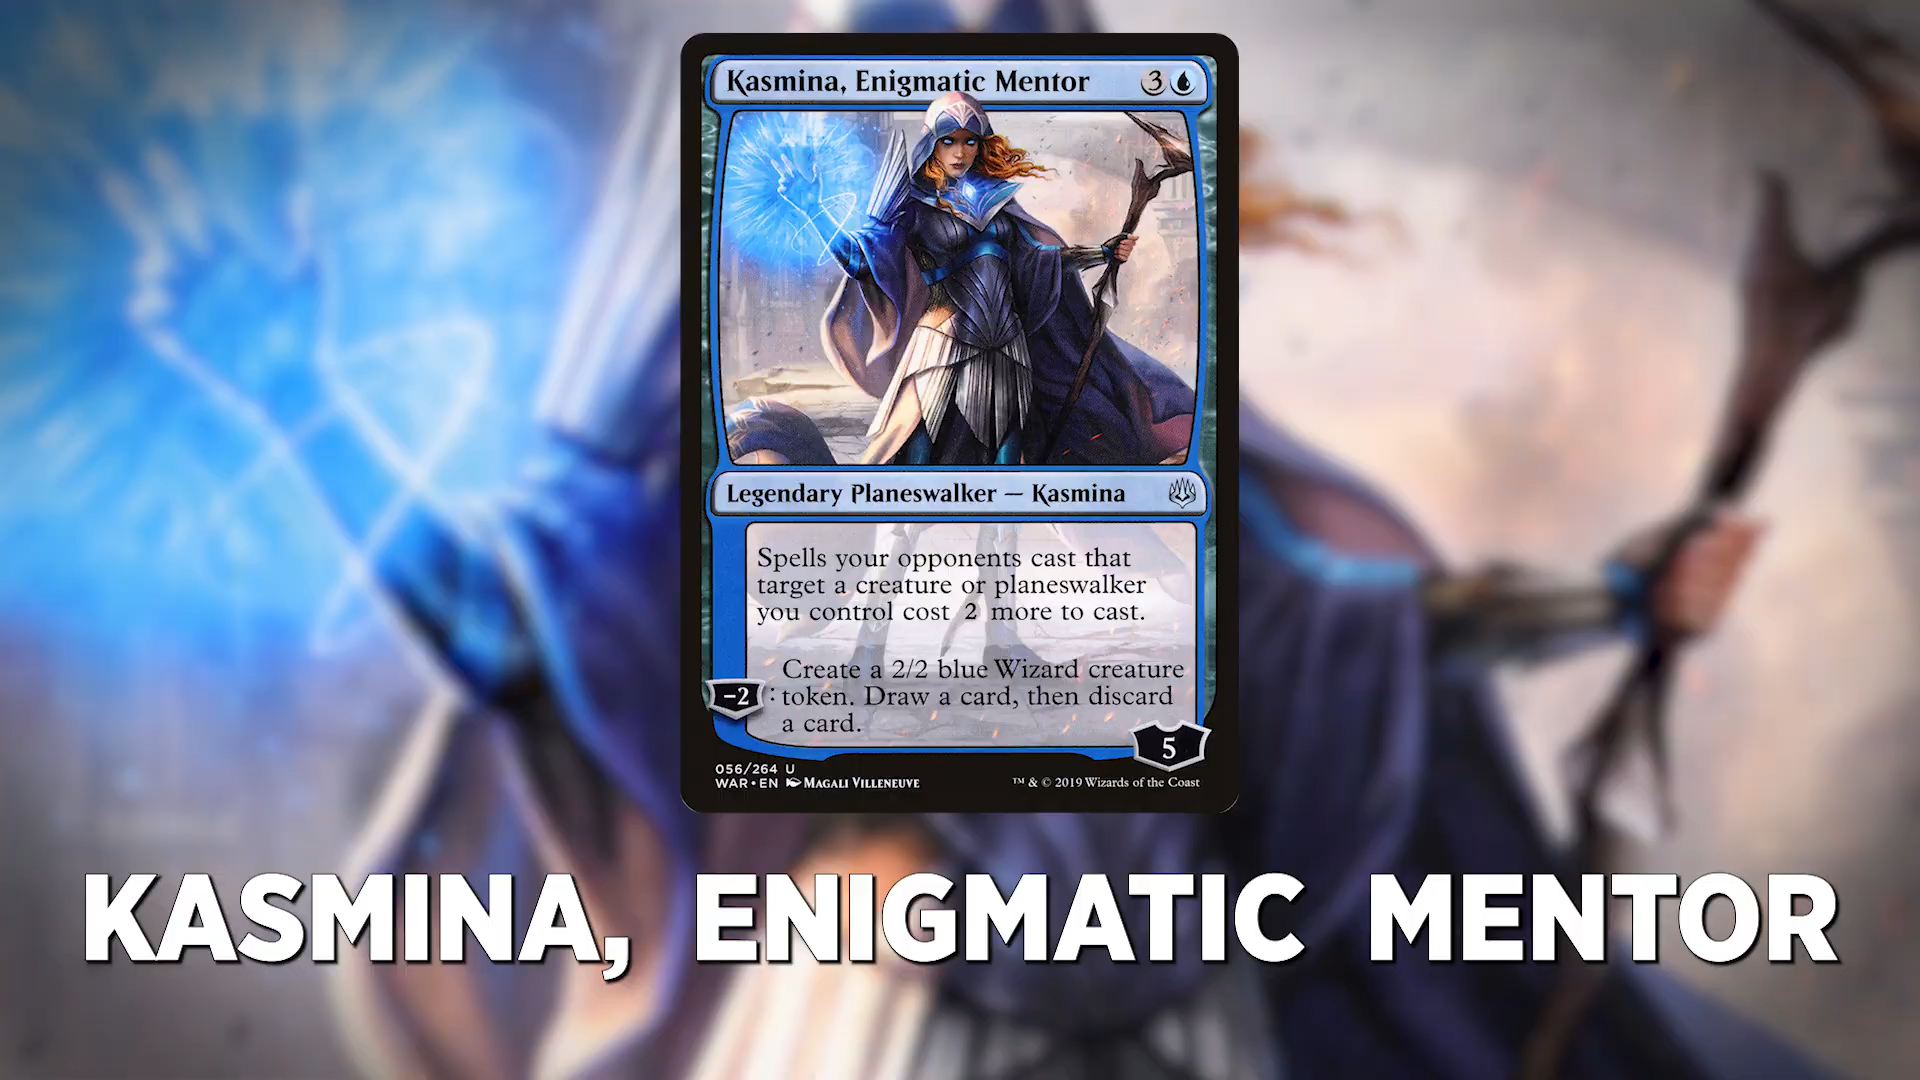 Kasmina, Enigmatic Mentor 3
Legendary Planeswalker — Kasmina
Spells your opponents cast that
target a creature or planeswalker
you control cost 2 more to cast.
Create a 2/2 blue Wizard creature
-2 : token. Draw a card, then discard
a card.
5
056/264 U
WAR • EN Magali Villeneuve
™ & © 2019 Wizards of the Coast
KASMINA, ENIGMATIC MENTOR